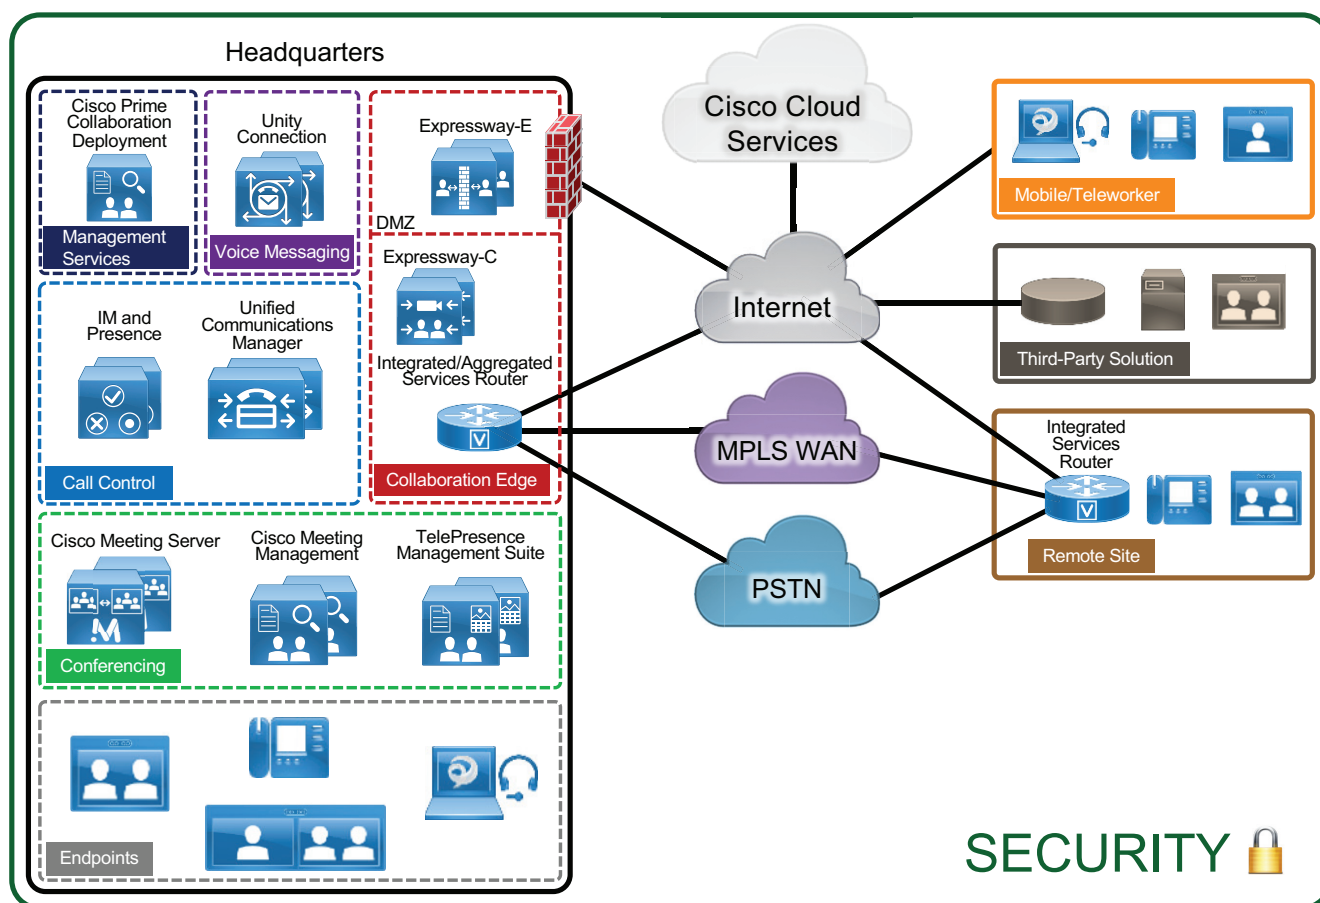 Headquarters
Cisco Prime
Collaboration
Deployment
Management
Services
Unity
Connection
Voice Messaging
Expressway-E
DMZ
Expressway-C
Integrated/Aggregated
Services Router
V
Collaboration Edge
IM and
Presence
Unified
Communications
Manager
Call Control
Cisco Meeting Server
M
Cisco Meeting
Management
TelePresence
Management Suite
Conferencing
Endpoints
Cisco Cloud
Services
Internet
MPLS WAN
PSTN
Mobile/Teleworker
Third-Party Solution
Integrated
Services
Router
V
Remote Site
SECURITY